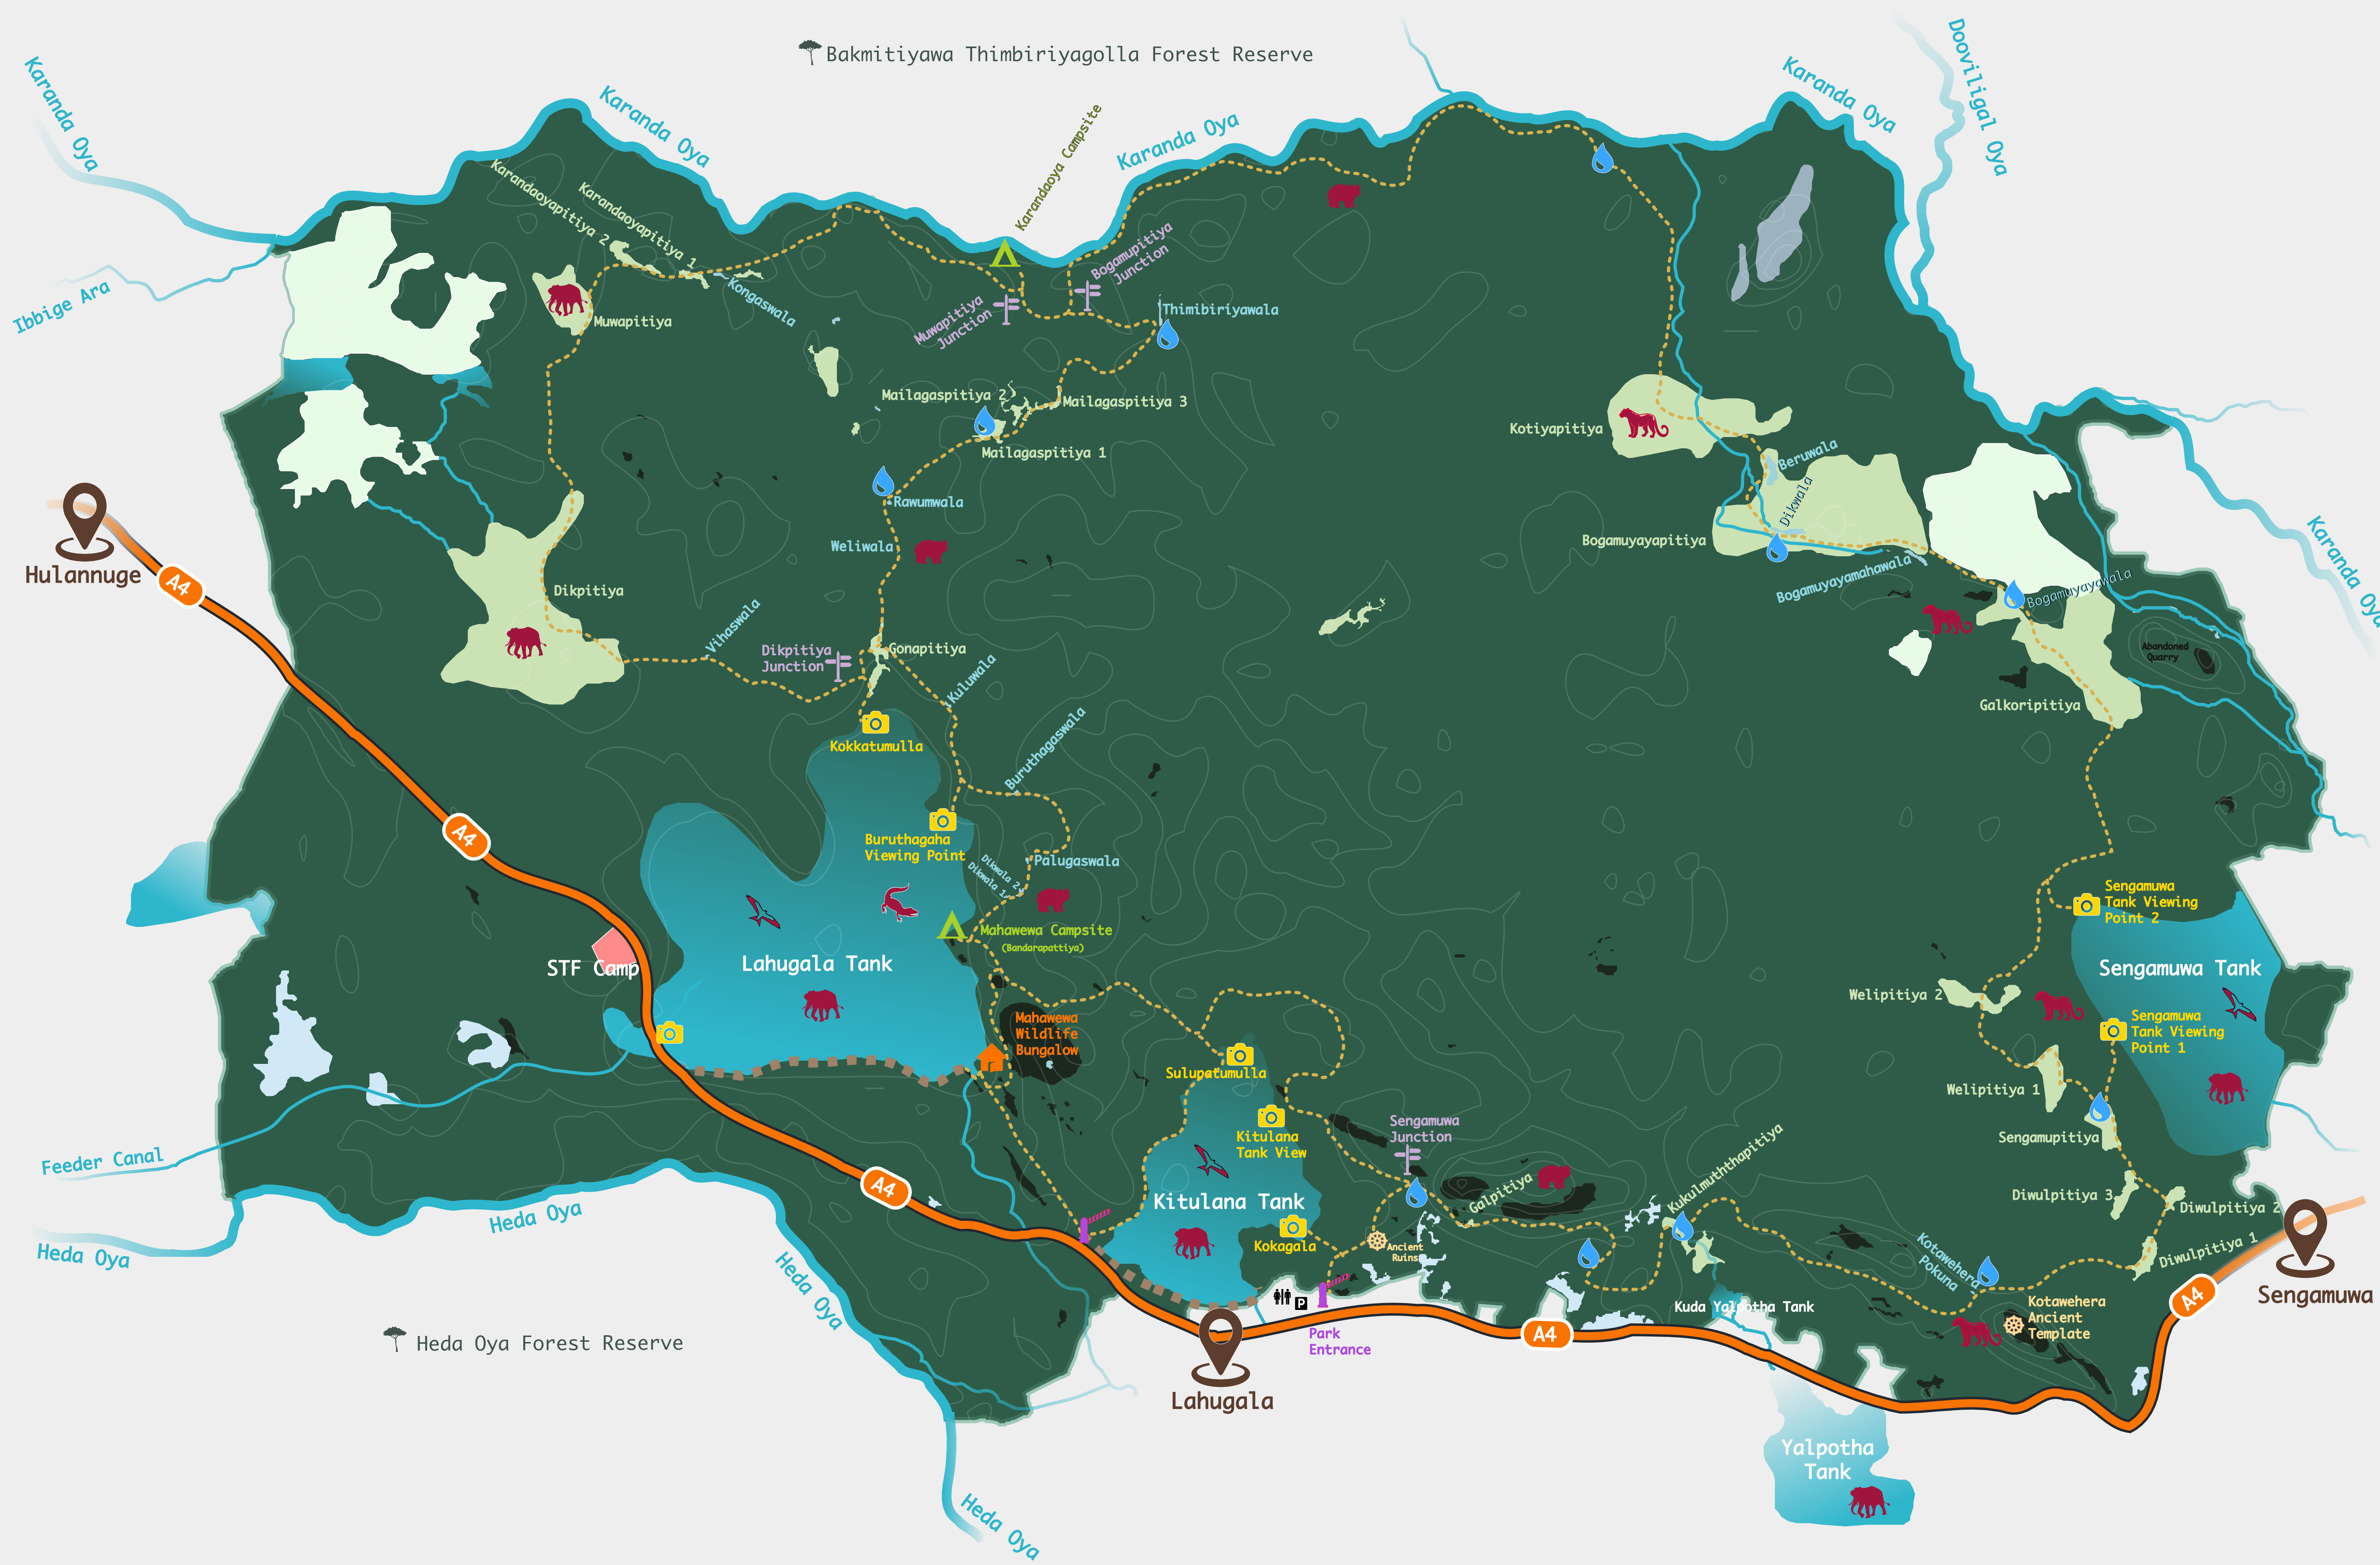 Bakmitiyawa Thimbiriyagolla Forest Reserve
Karanda Oya
Karanda Oya
Karanda Oya
Karanda Oya
Dooviligal Oya
Karandaoya Campsite
Karandaoyapitiya 2
Karandaoyapitiya 1
Kongaswala
Ibbige Ara
Muwapitiya
Muwapitiya
Junction
Bogamupitiya
Junction
Thimibiriyawala
Mailagaspitiya 2
Mailagaspitiya 3
Mailagaspitiya 1
Kotiyapitiya
Beruwala
Dikwala
Rawumwala
Weliwala
Bogamuyayapitiya
Bogamuyayamahawala
Bogamuyayawala
Karanda Oya
Hulannuge
A4
Dikpitiya
Vihaswala
Dikpitiya
Junction
Gonapitiya
Kuluwala
Abandoned
Quarry
Galkoripitiya
Kokkatumulla
Buruthagaswala
A4
Buruthagaha
Viewing Point
Dikwala 2
Dikwala 1
Palugaswala
Sengamuwa
Tank Viewing
Point 2
Mahawewa Campsite
(Bandarapattiya)
STF Camp
Lahugala Tank
Sengamuwa Tank
Welipitiya 2
Mahawewa
Wildlife
Bungalow
Sengamuwa
Tank Viewing
Point 1
Sulupatumulla
Welipitiya 1
Kitulana
Tank View
Sengamuwa
Junction
Sengamupitiya
Feeder Canal
A4
Kitulana Tank
Galpitiya
Kukulmuththapitiya
Diwulpitiya 3
Diwulpitiya 2
Heda Oya
Heda Oya
Heda Oya
Kokagala
Ancient
Ruins
Kotawehera
Pokuna
Diwulpitiya 1
Sengamuwa
A4
P
Kuda Yalpotha Tank
Kotawehera
Ancient
Template
Heda Oya Forest Reserve
Park
Entrance
A4
Lahugala
Yalpotha
Tank
Heda Oya